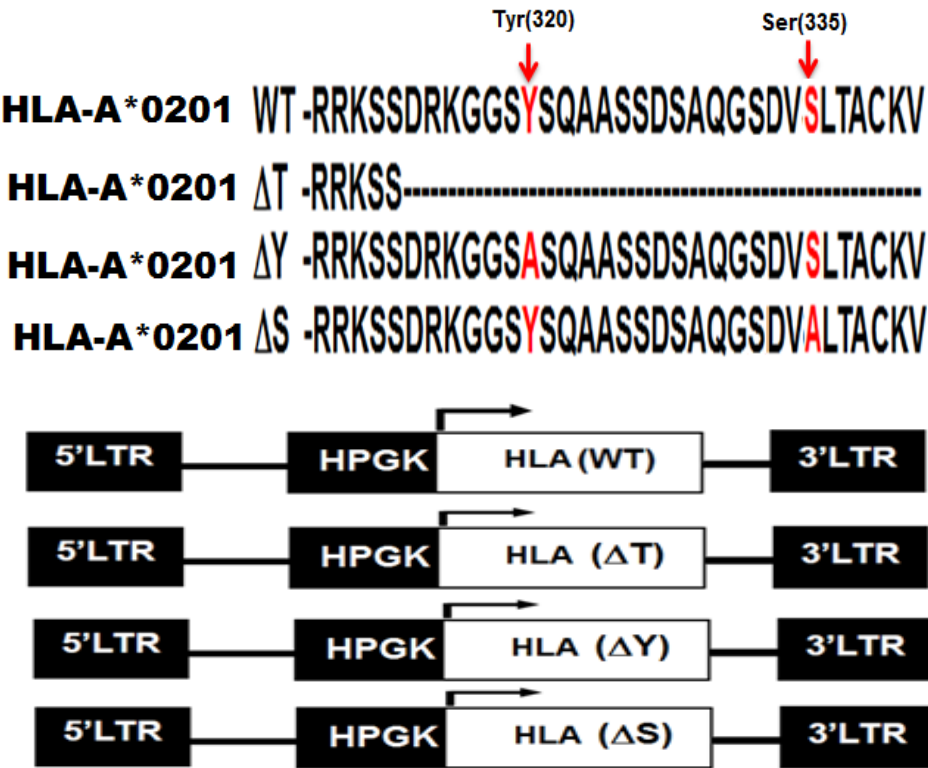 Tyr(320) Ser(335)
HLA-A*0201 WT -RRKSSDRKGGSYSQAASSDSAQGSDVSLTACKV
HLA-A*0201 ΔT -RRKSS----------------------------------------------------
HLA-A*0201 ΔY -RRKSSDRKGGSASQAASSDSAQGSDVSLTACKV
HLA-A*0201 ΔS -RRKSSDRKGGSYSQAASSDSAQGSDVALTACKV
5'LTR HPGK HLA (WT) 3'LTR
5'LTR HPGK HLA (ΔT) 3'LTR
5'LTR HPGK HLA (ΔY) 3'LTR
5'LTR HPGK HLA (ΔS) 3'LTR